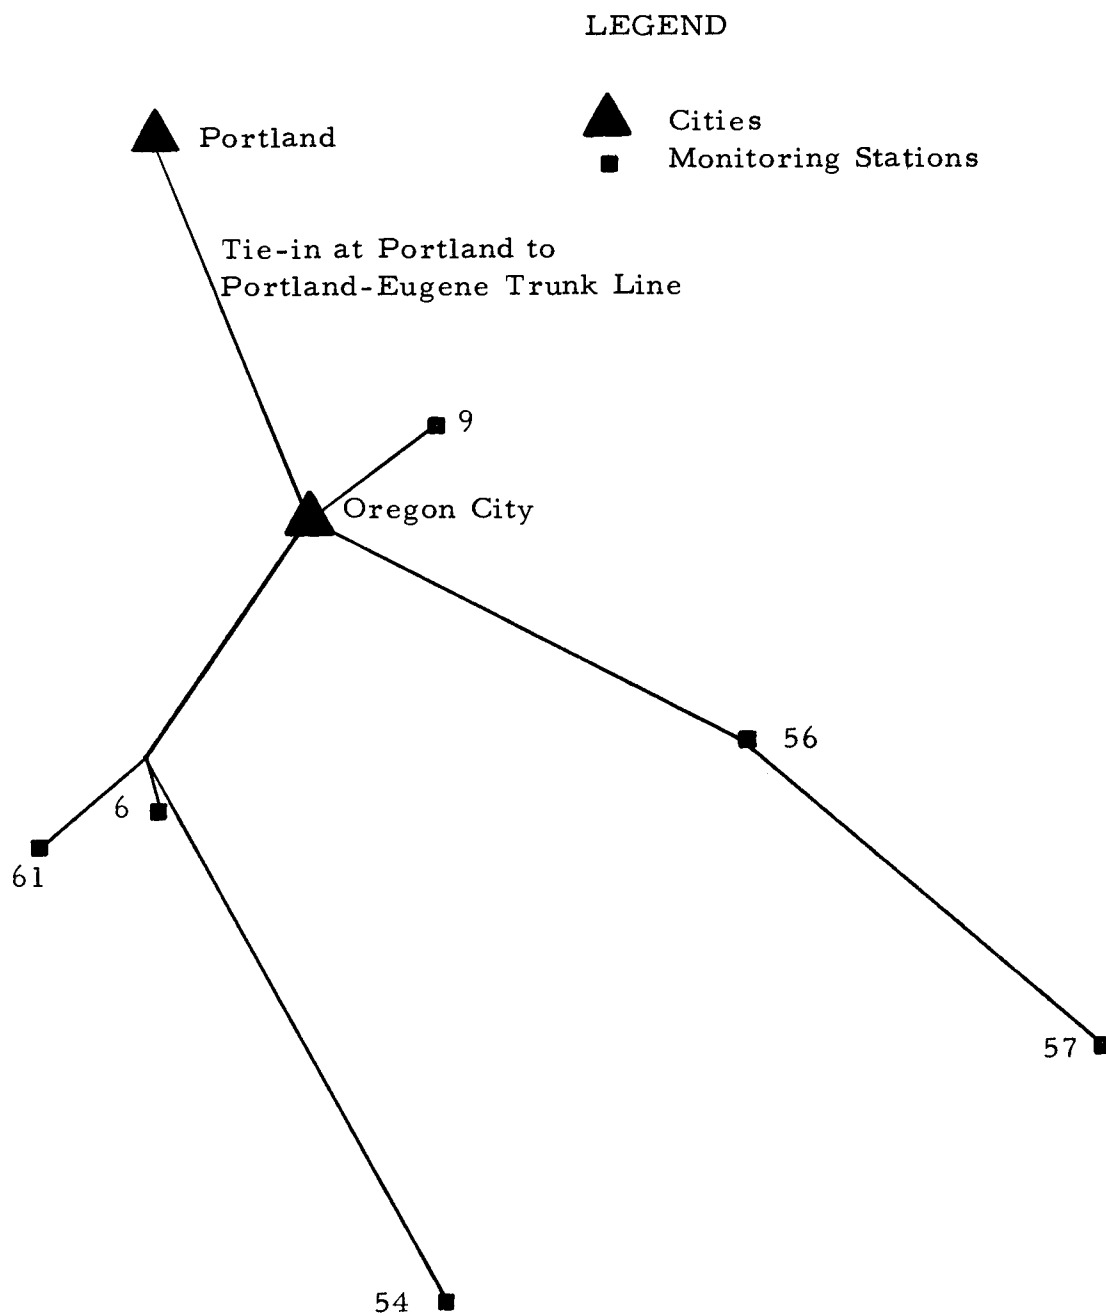 LEGEND
Portland
Cities
Monitoring Stations
Tie-in at Portland to
Portland-Eugene Trunk Line
9
Oregon City
56
6
61
57
54